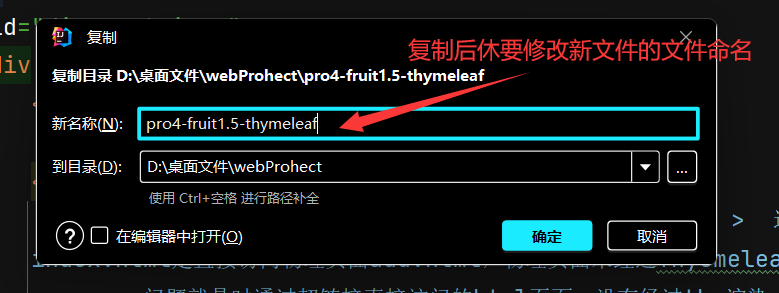 id="
复制
复制后休要修改新文件的文件命名
div
复制目录 D:\桌面文件\webProhect\pro4-fruit1.5-thymeleaf
新名称(N):
pro4-fruit1.5-thymeleaf
到目录(D):
D:\桌面文件\webProhect
...
使用 Ctrl+空格 进行路径补全
?
在编辑器中打开(O)
确定
取消
>